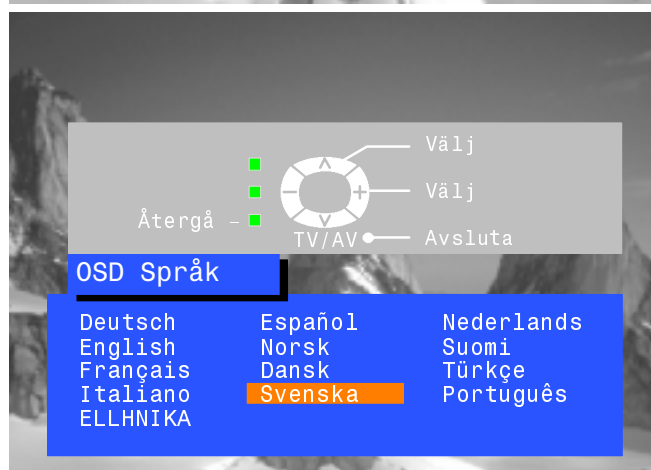 Välj
Välj
Återgå –
TV/AV Avsluta
OSD Språk
Deutsch Español Nederlands
English Norsk Suomi
Français Dansk Türkçe
Italiano Svenska Português
ELLHNIKA